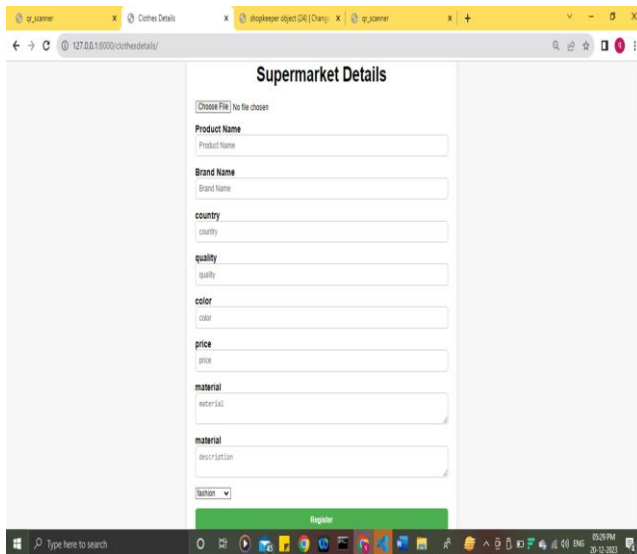 qr_scanner
Clothes Details
shopkeeper object (24) | Chang
qr_scanner
127.0.0.1:8000/clothesdetails/
Supermarket Details
Choose File No file chosen
Product Name
Product Name
Brand Name
Brand Name
country
country
quality
quality
color
color
price
price
material
material
material
description
fashion
Register
Type here to search
ENG
05:29 PM
20-12-2023